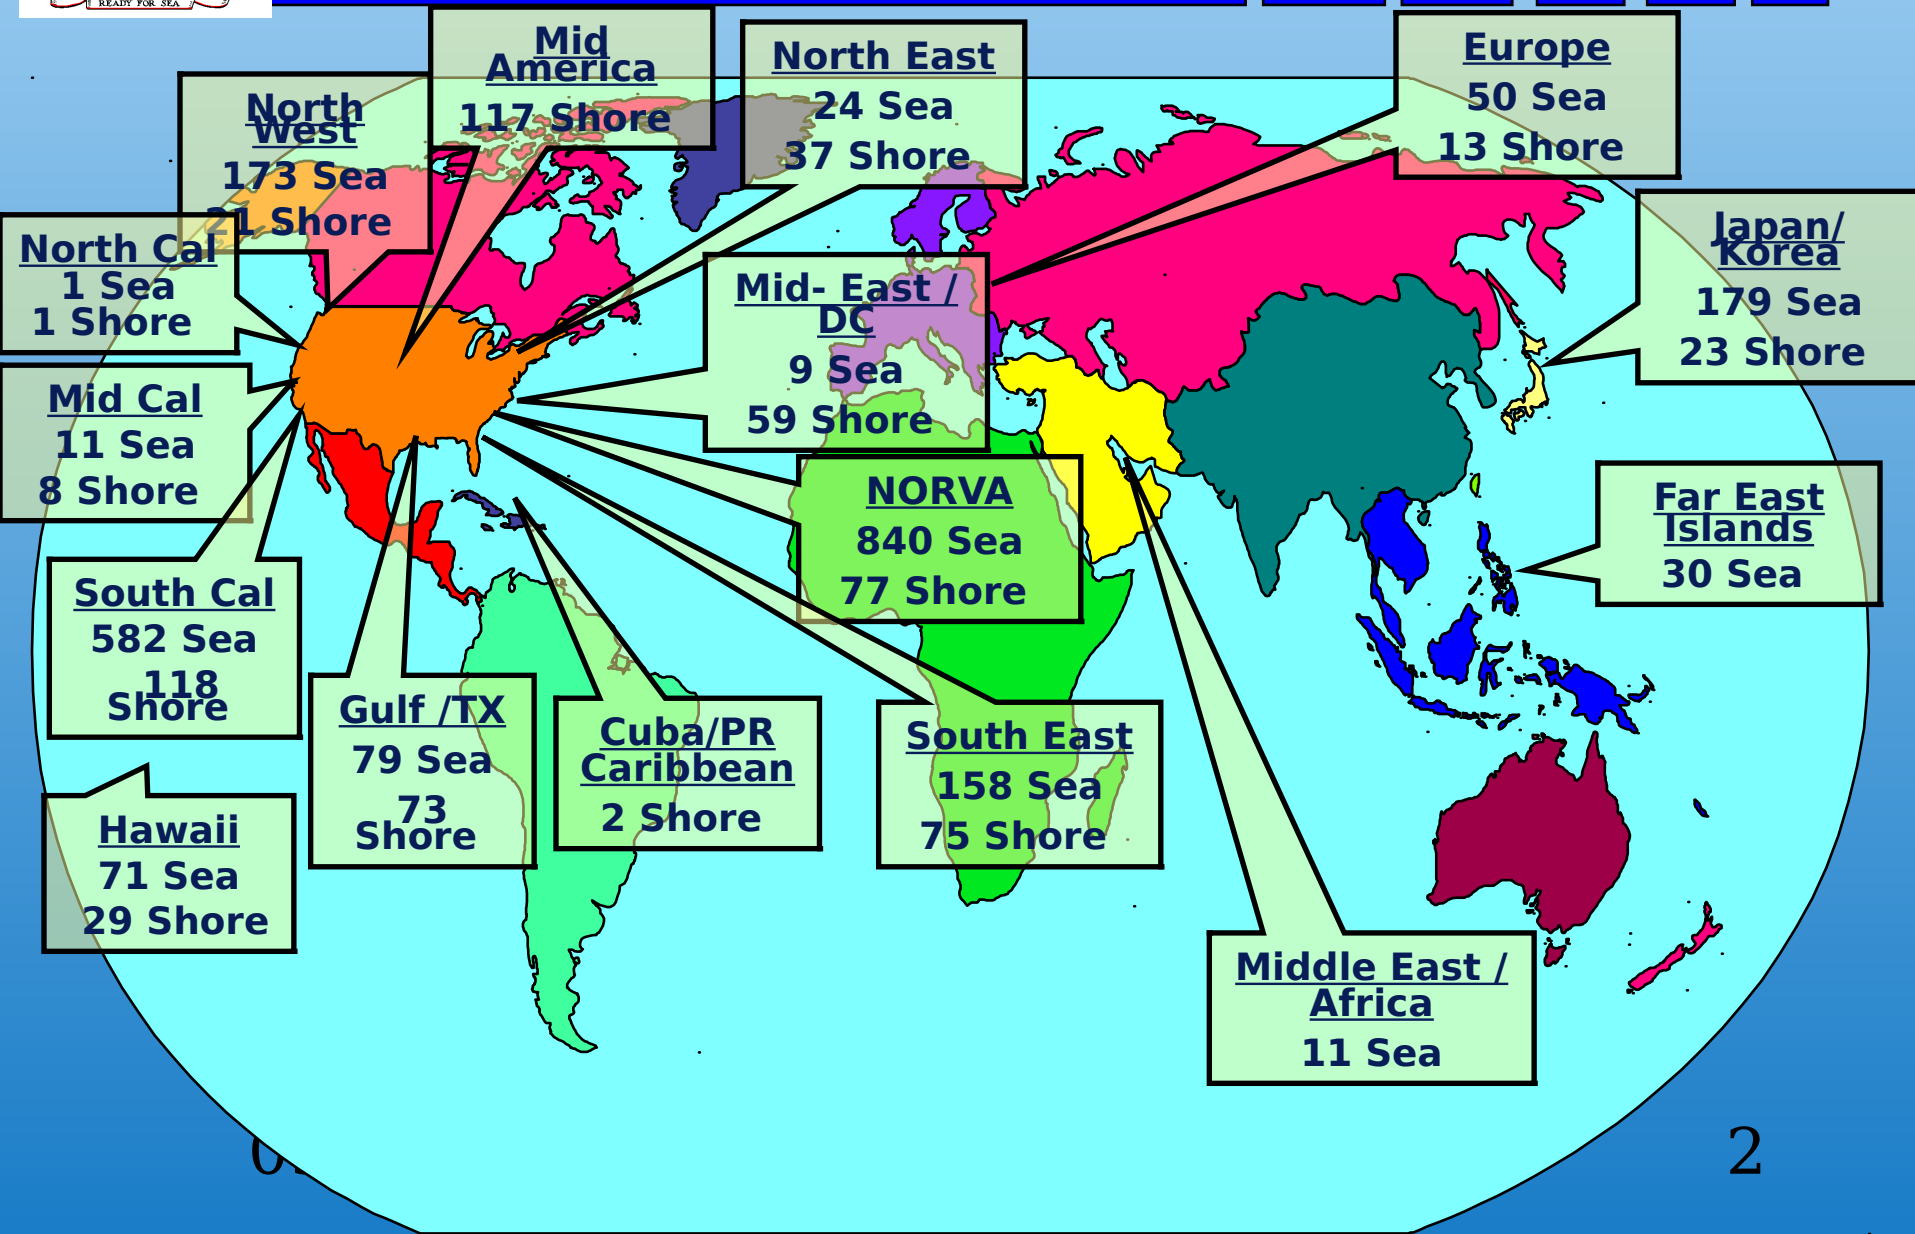 READY FOR SEA
Mid
America
117 Shore
North East
24 Sea
37 Shore
Europe
50 Sea
13 Shore
North
West
173 Sea
21 Shore
Japan/
Korea
179 Sea
23 Shore
North Cal
1 Sea
1 Shore
Mid- East /
DC
9 Sea
59 Shore
Mid Cal
11 Sea
8 Shore
NORVA
840 Sea
77 Shore
Far East
Islands
30 Sea
South Cal
582 Sea
118
Shore
Gulf /TX
79 Sea
73
Shore
Cuba/PR
Caribbean
2 Shore
South East
158 Sea
75 Shore
Hawaii
71 Sea
29 Shore
Middle East /
Africa
11 Sea
2